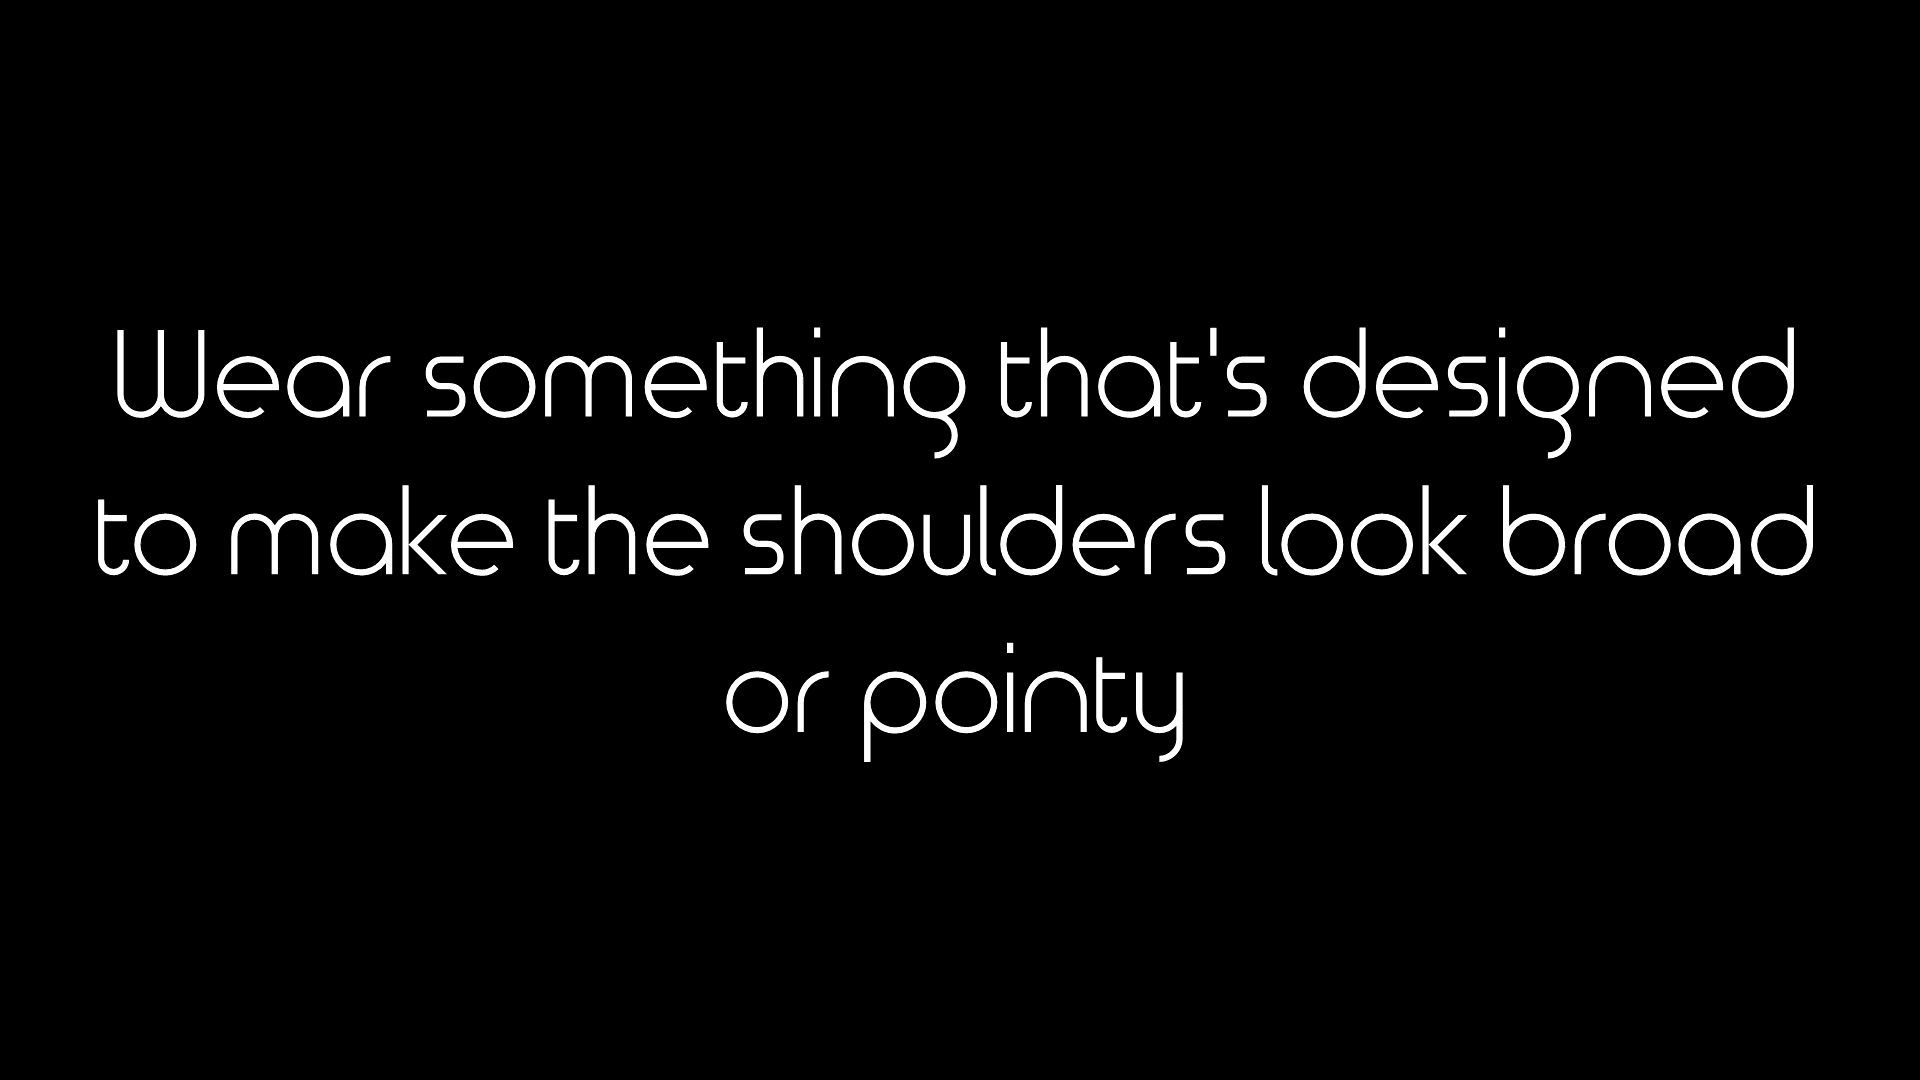 Wear something that's designed
to make the shoulders look broad
or pointy